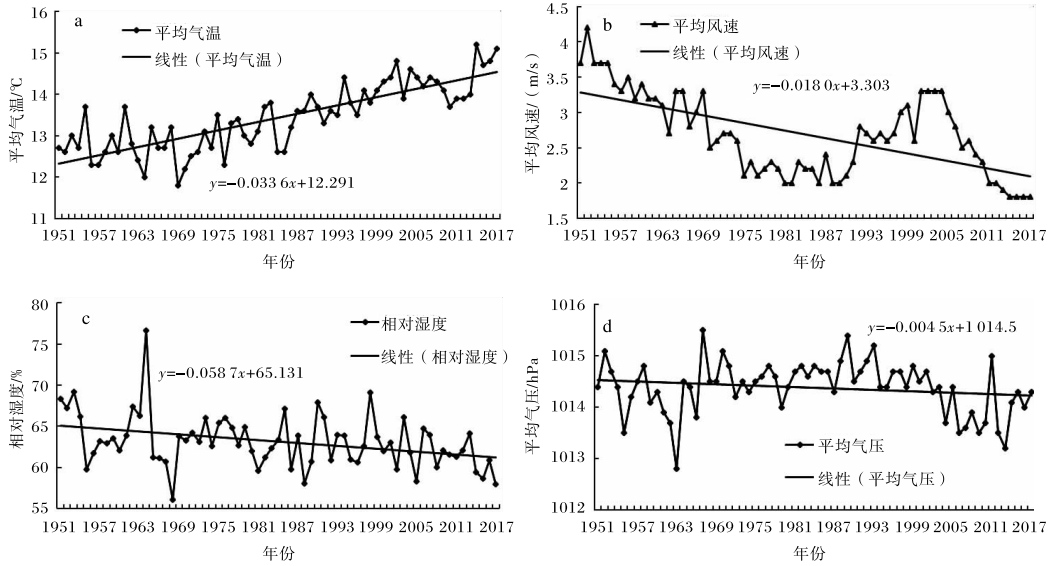 a
平均气温
线性（平均气温）
平均气温/℃
16
15
14
13
12
11
y=-0.033 6x+12.291
1951 1957 1963 1969 1975 1981 1987 1993 1999 2005 2011 2017
年份
b
平均风速
线性（平均风速）
平均风速/（m/s）
4.5
4
3.5
3
2.5
2
1.5
y=-0.018 0x+3.303
1951 1957 1963 1969 1975 1981 1987 1993 1999 2005 2011 2017
年份
c
相对湿度
线性（相对湿度）
相对湿度/%
80
75
70
65
60
55
y=-0.058 7x+65.131
1951 1957 1963 1969 1975 1981 1987 1993 1999 2005 2011 2017
年份
d
平均气压
线性（平均气压）
平均气压/hPa
1016
1015
1014
1013
1012
y=-0.004 5x+1 014.5
1951 1957 1963 1969 1975 1981 1987 1993 1999 2005 2011 2017
年份